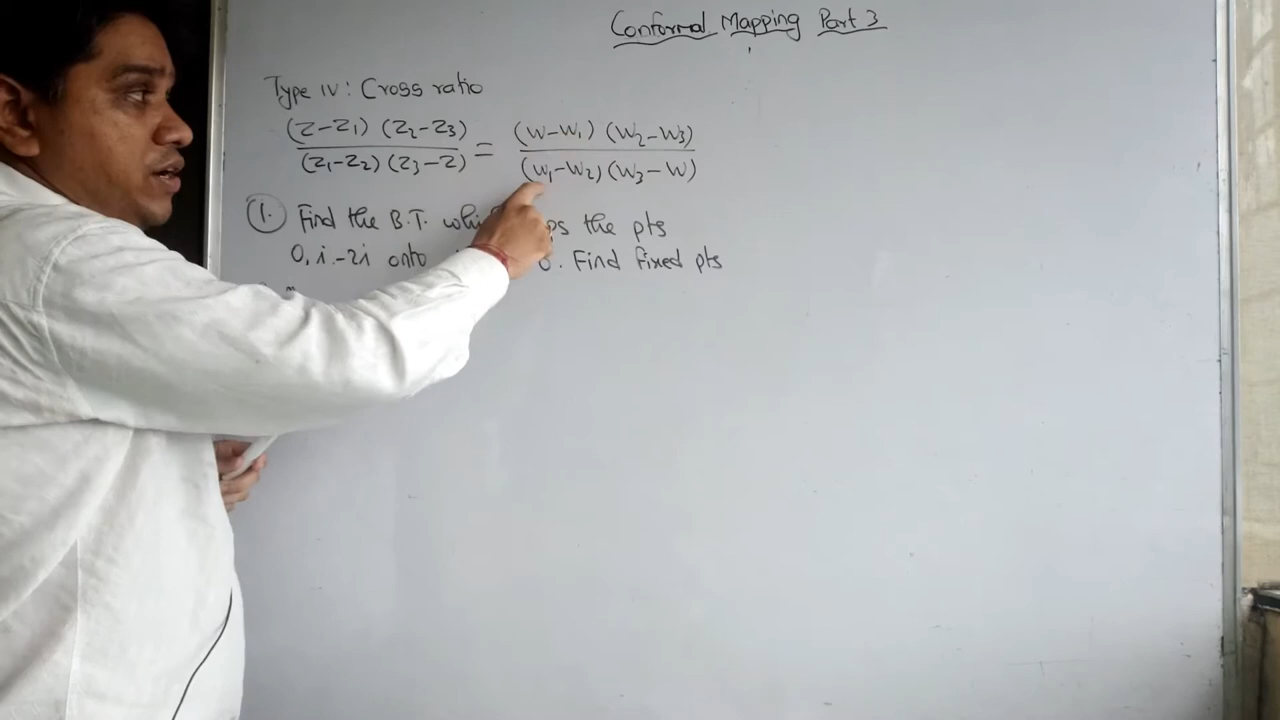 Conformal Mapping Part 3
Type IV: Cross ratio
(Z-Z1) (Z2-Z3) / (Z1-Z2) (Z3-Z) = (W-W1) (W2-W3) / (W1-W2) (W3-W)
1. Find the B.T. the pts
0, i. -2i onto 0. Find fixed pts